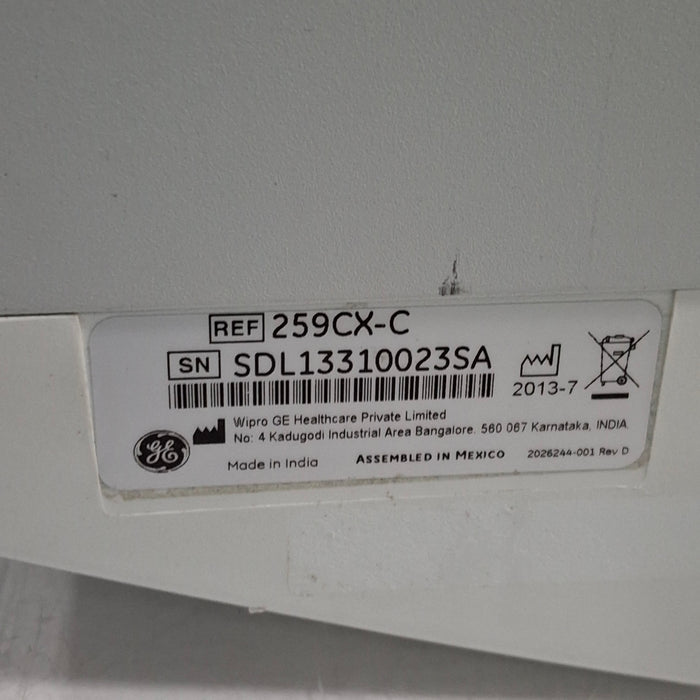 REF 259CX-C
SN SDL13310023SA
2013-7
Wipro GE Healthcare Private Limited
No: 4 Kadugodi Industrial Area Bangalore. 560 067 Karnataka, INDIA.
GE
Made in India ASSEMBLED IN MEXICO 2026244-001 Rev D